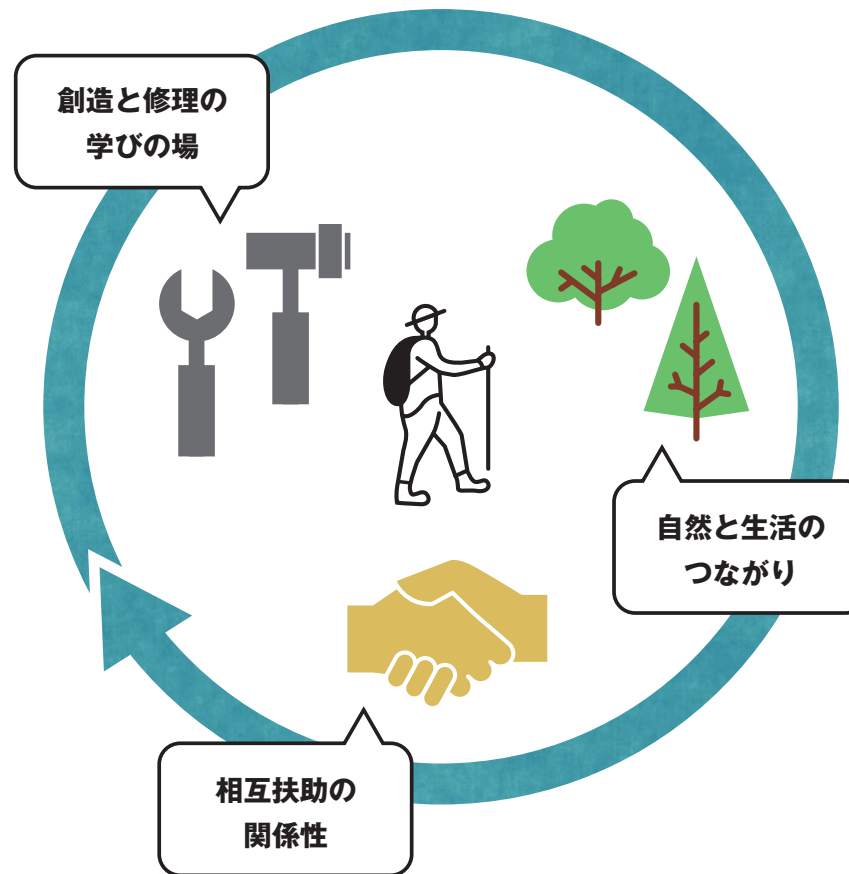 創造と修理の
学びの場
自然と生活の
つながり
相互扶助の
関係性